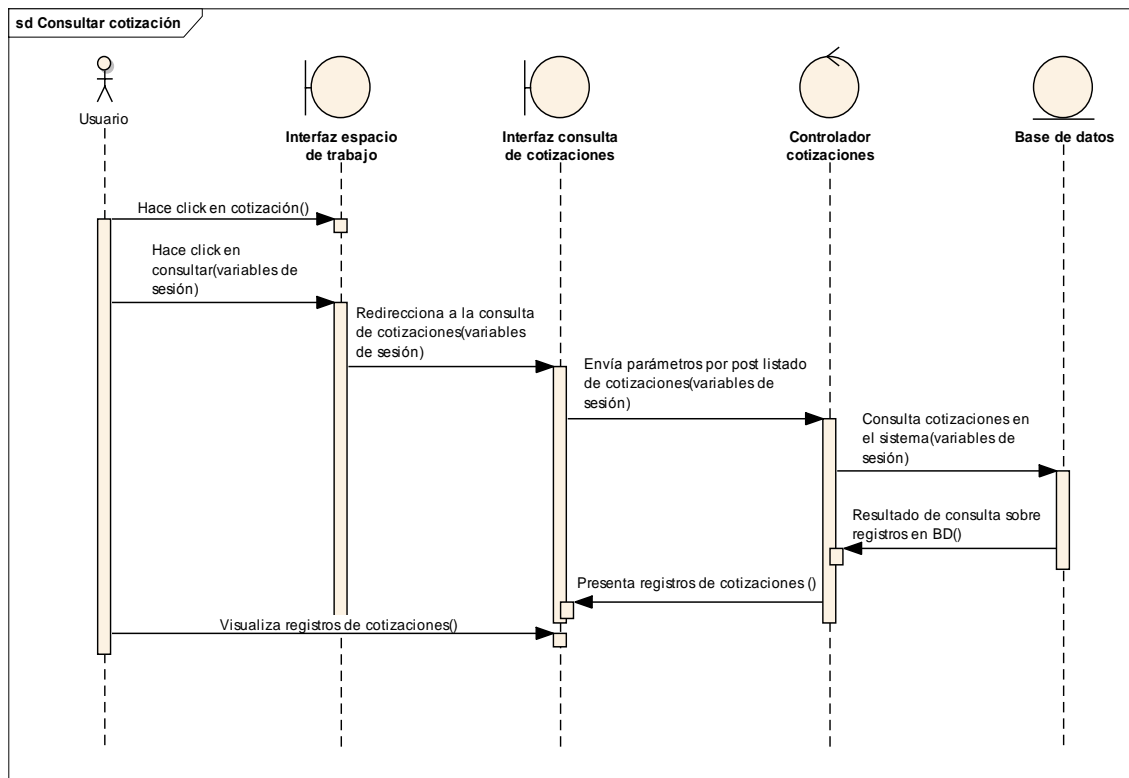 sd Consultar cotización
Usuario
Interfaz espacio
de trabajo
Interfaz consulta
de cotizaciones
Controlador
cotizaciones
Base de datos
Hace click en cotización()
Hace click en
consultar(variables de
sesión)
Redirecciona a la consulta
de cotizaciones(variables
de sesión)
Envía parámetros por post listado
de cotizaciones(variables de
sesión)
Consulta cotizaciones en
el sistema(variables de
sesión)
Resultado de consulta sobre
registros en BD()
Presenta registros de cotizaciones ()
Visualiza registros de cotizaciones()